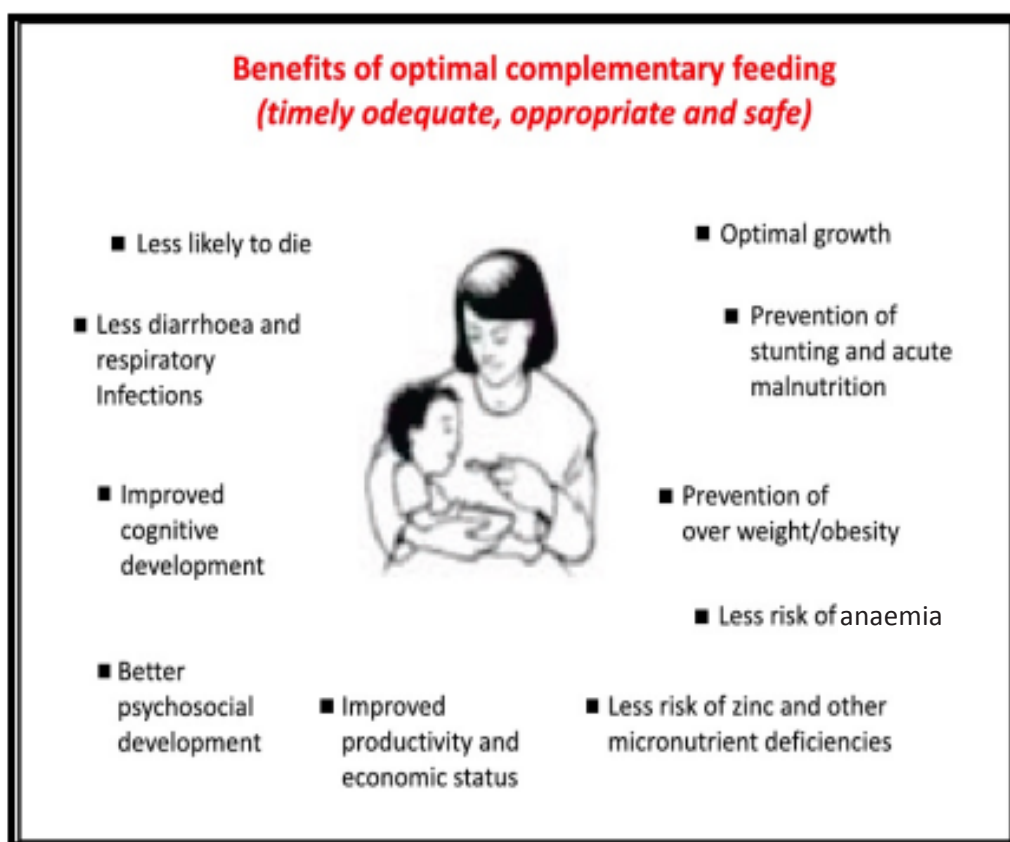 Benefits of optimal complementary feeding
(timely odequate, oppropriate and safe)
■ Less likely to die
■ Less diarrhoea and
respiratory
Infections
■ Improved
cognitive
development
■ Better
psychosocial
development
■ Improved
productivity and
economic status
■ Optimal growth
■ Prevention of
stunting and acute
malnutrition
■ Prevention of
over weight/obesity
■ Less risk of anaemia
■ Less risk of zinc and other
micronutrient deficiencies